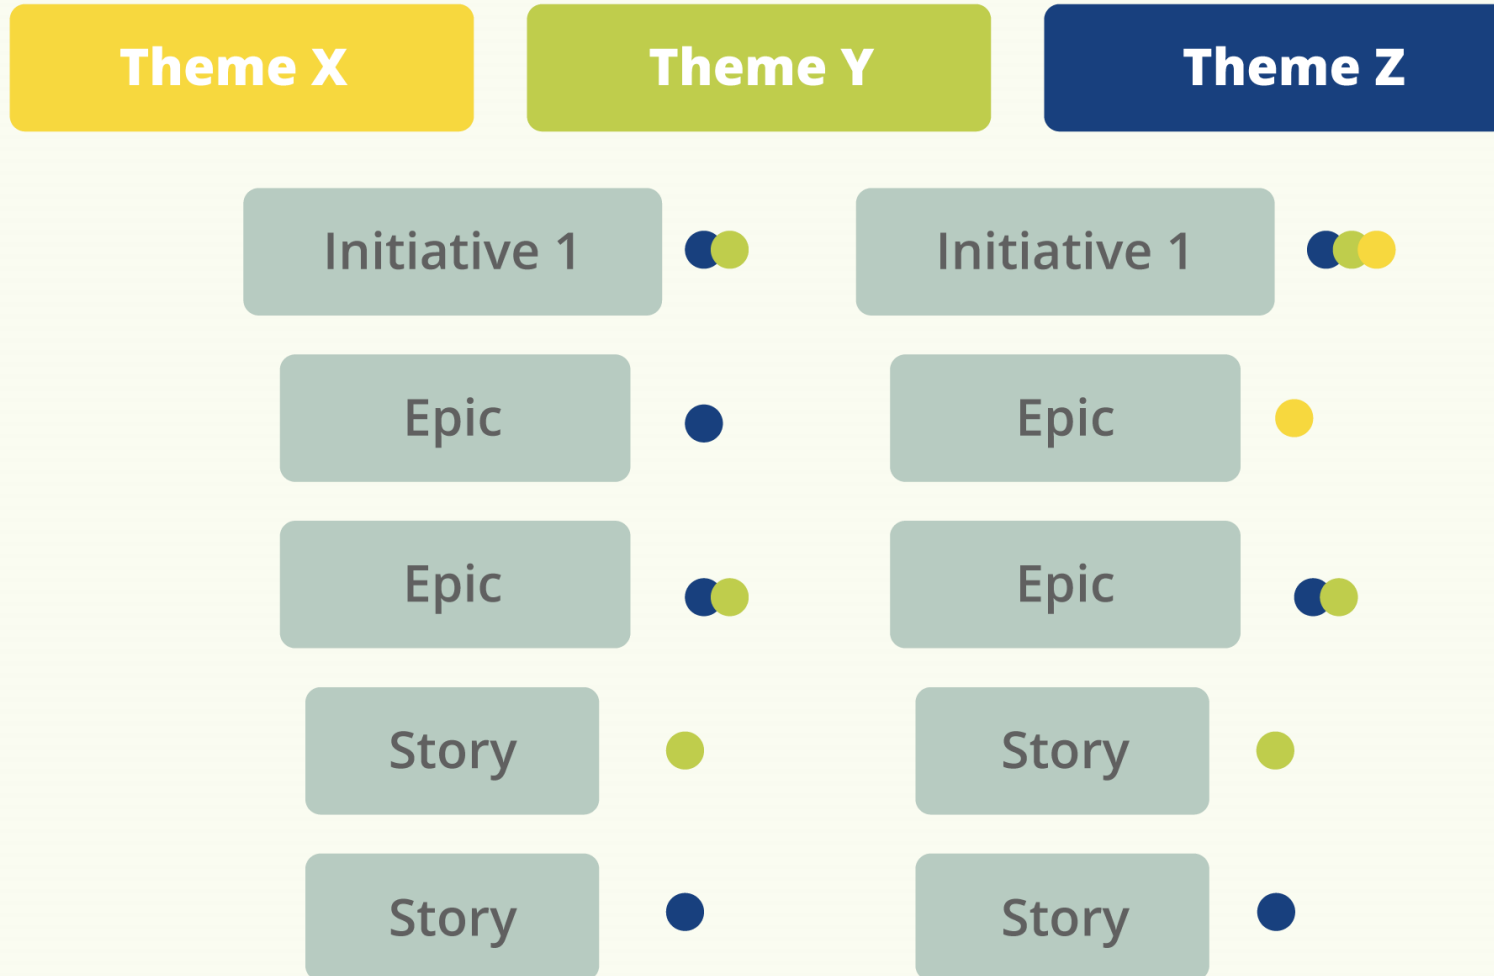 Theme X
Theme Y
Theme Z
Initiative 1
Initiative 1
Epic
Epic
Epic
Epic
Story
Story
Story
Story